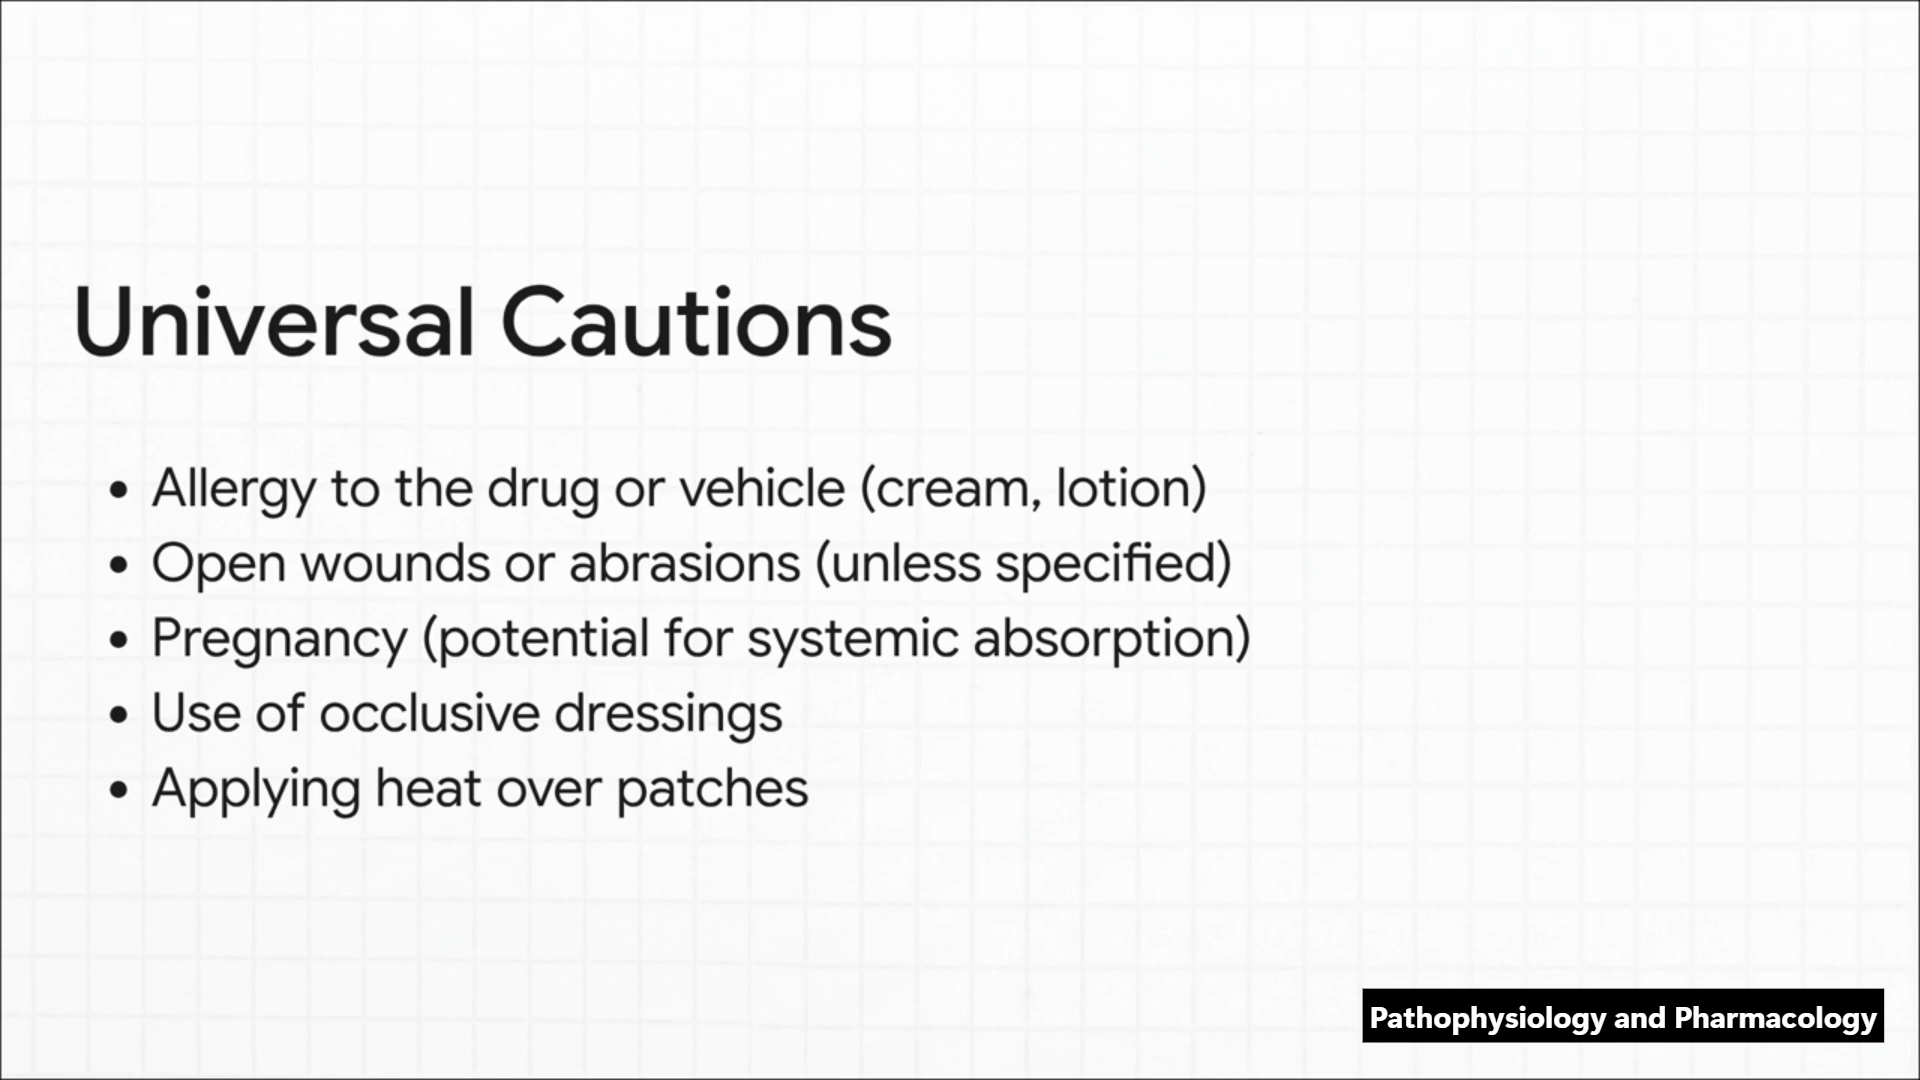 Universal Cautions
• Allergy to the drug or vehicle (cream, lotion)
• Open wounds or abrasions (unless specified)
• Pregnancy (potential for systemic absorption)
• Use of occlusive dressings
• Applying heat over patches
Pathophysiology and Pharmacology